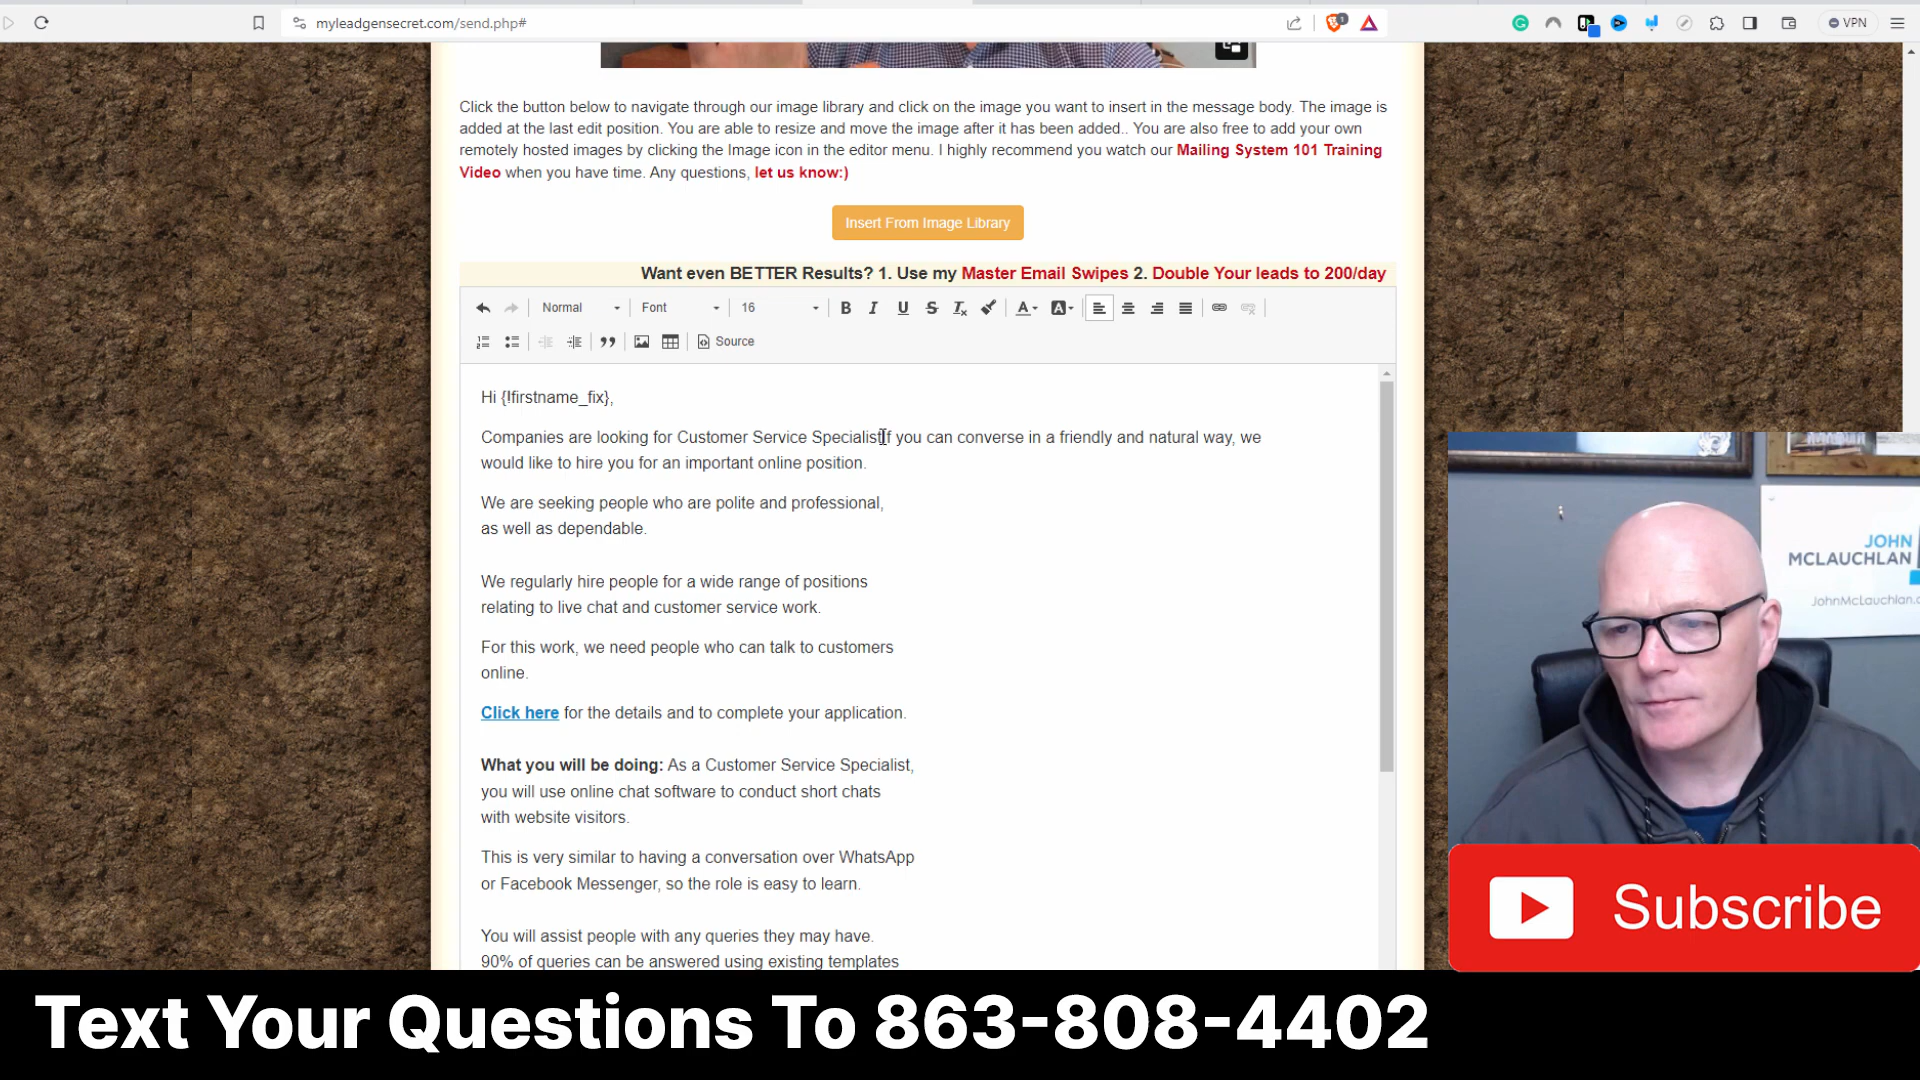 myleadgensecret.com/send.php#
VPN
Click the button below to navigate through our image library and click on the image you want to insert in the message body. The image is
added at the last edit position. You are able to resize and move the image after it has been added.. You are also free to add your own
remotely hosted images by clicking the Image icon in the editor menu. I highly recommend you watch our Mailing System 101 Training
Video when you have time. Any questions, let us know:)
Insert From Image Library
Want even BETTER Results? 1. Use my Master Email Swipes 2. Double Your leads to 200/day
Normal Font 16
Source
Hi {!firstname_fix},
Companies are looking for Customer Service Specialist If you can converse in a friendly and natural way, we
would like to hire you for an important online position.
We are seeking people who are polite and professional,
as well as dependable.
We regularly hire people for a wide range of positions
relating to live chat and customer service work.
For this work, we need people who can talk to customers
online.
Click here for the details and to complete your application.
What you will be doing: As a Customer Service Specialist,
you will use online chat software to conduct short chats
with website visitors.
This is very similar to having a conversation over WhatsApp
or Facebook Messenger, so the role is easy to learn.
You will assist people with any queries they may have.
90% of queries can be answered using existing templates
JOHN
MCLAUCHLAN
JohnMcLauchlan.c
Subscribe
Text Your Questions To 863-808-4402